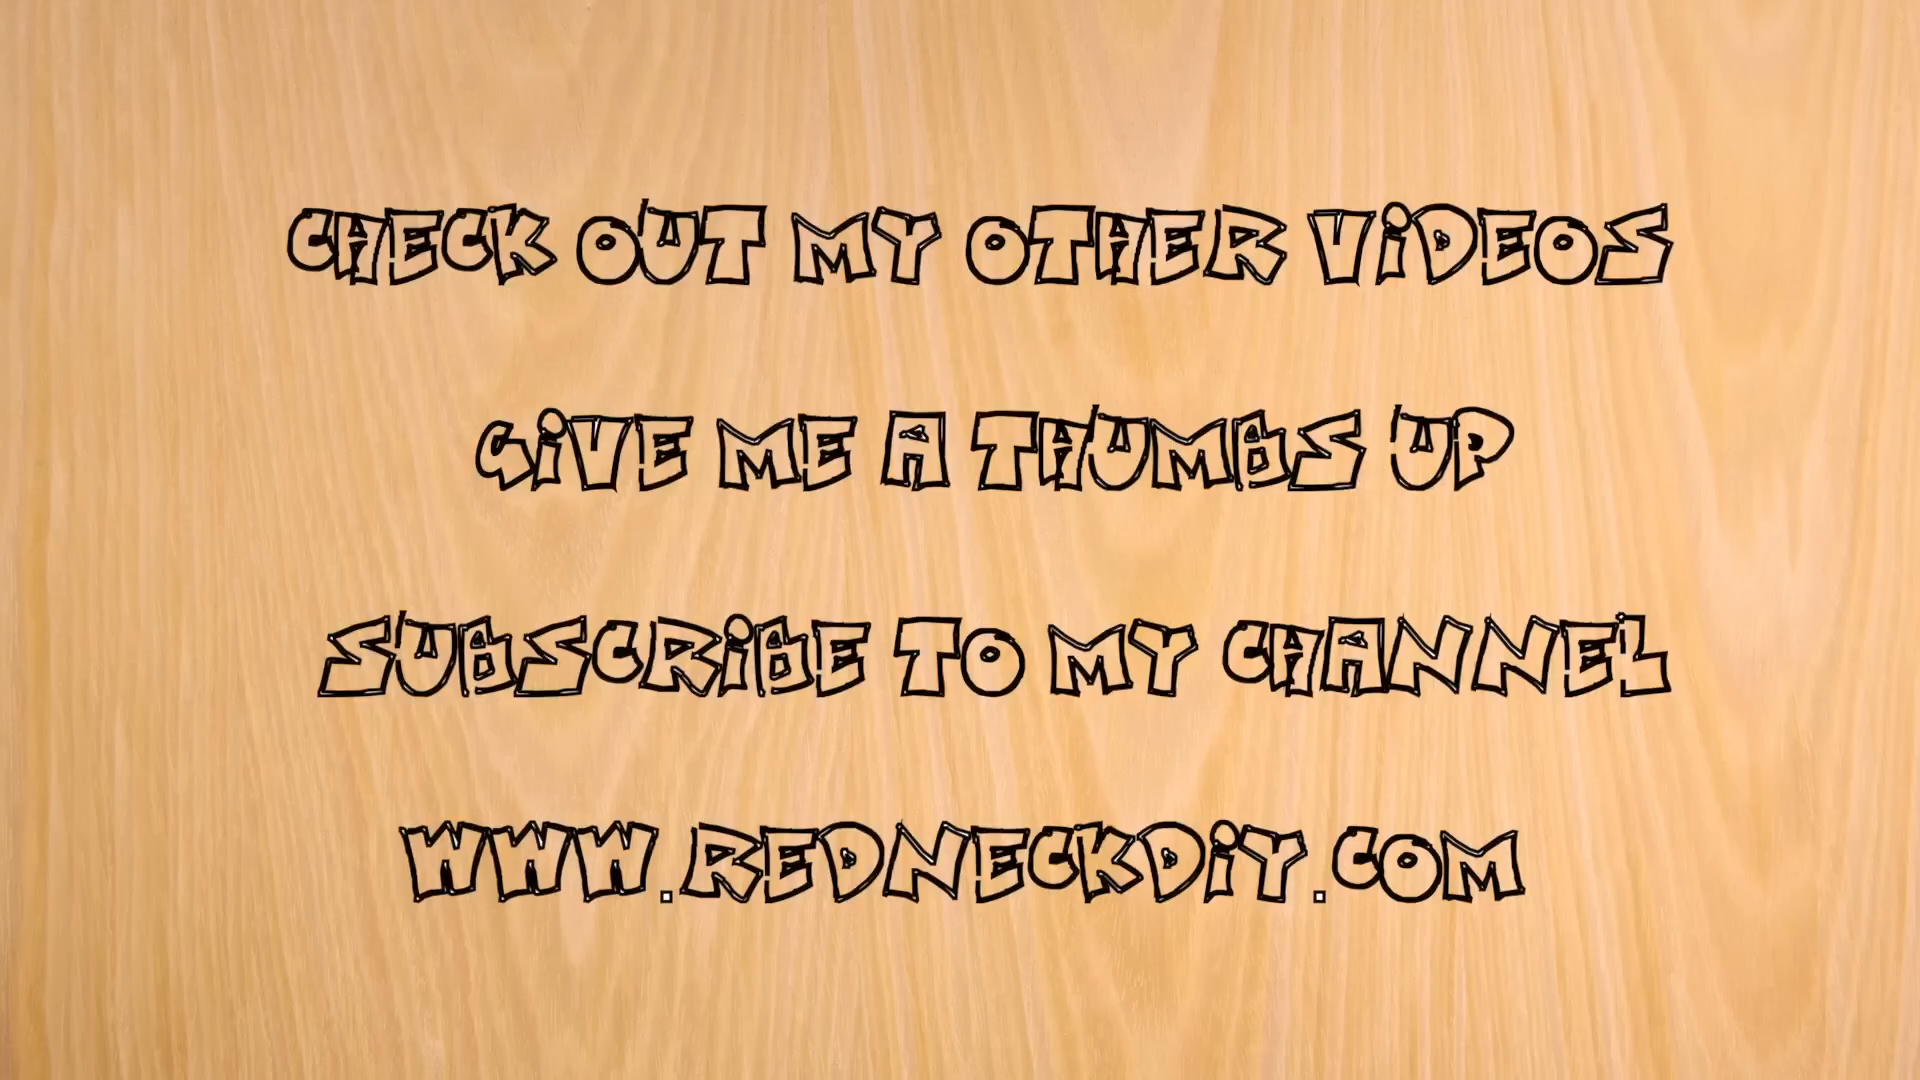 CHECK OUT MY OTHER ViDEOS
GiVE ME A THUMBS UP
SUBSCRiBE TO MY CHANNEL
WWW.REDNECKDiY.COM